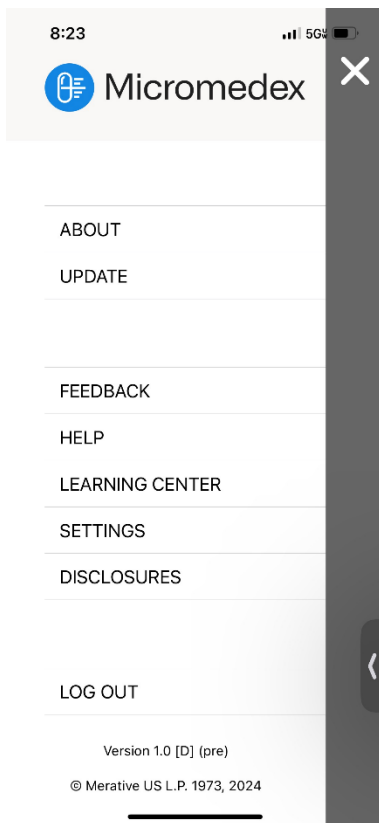 8:23 5G
Micromedex
ABOUT
UPDATE
FEEDBACK
HELP
LEARNING CENTER
SETTINGS
DISCLOSURES
LOG OUT
Version 1.0 [D] (pre)
© Merative US L.P. 1973, 2024